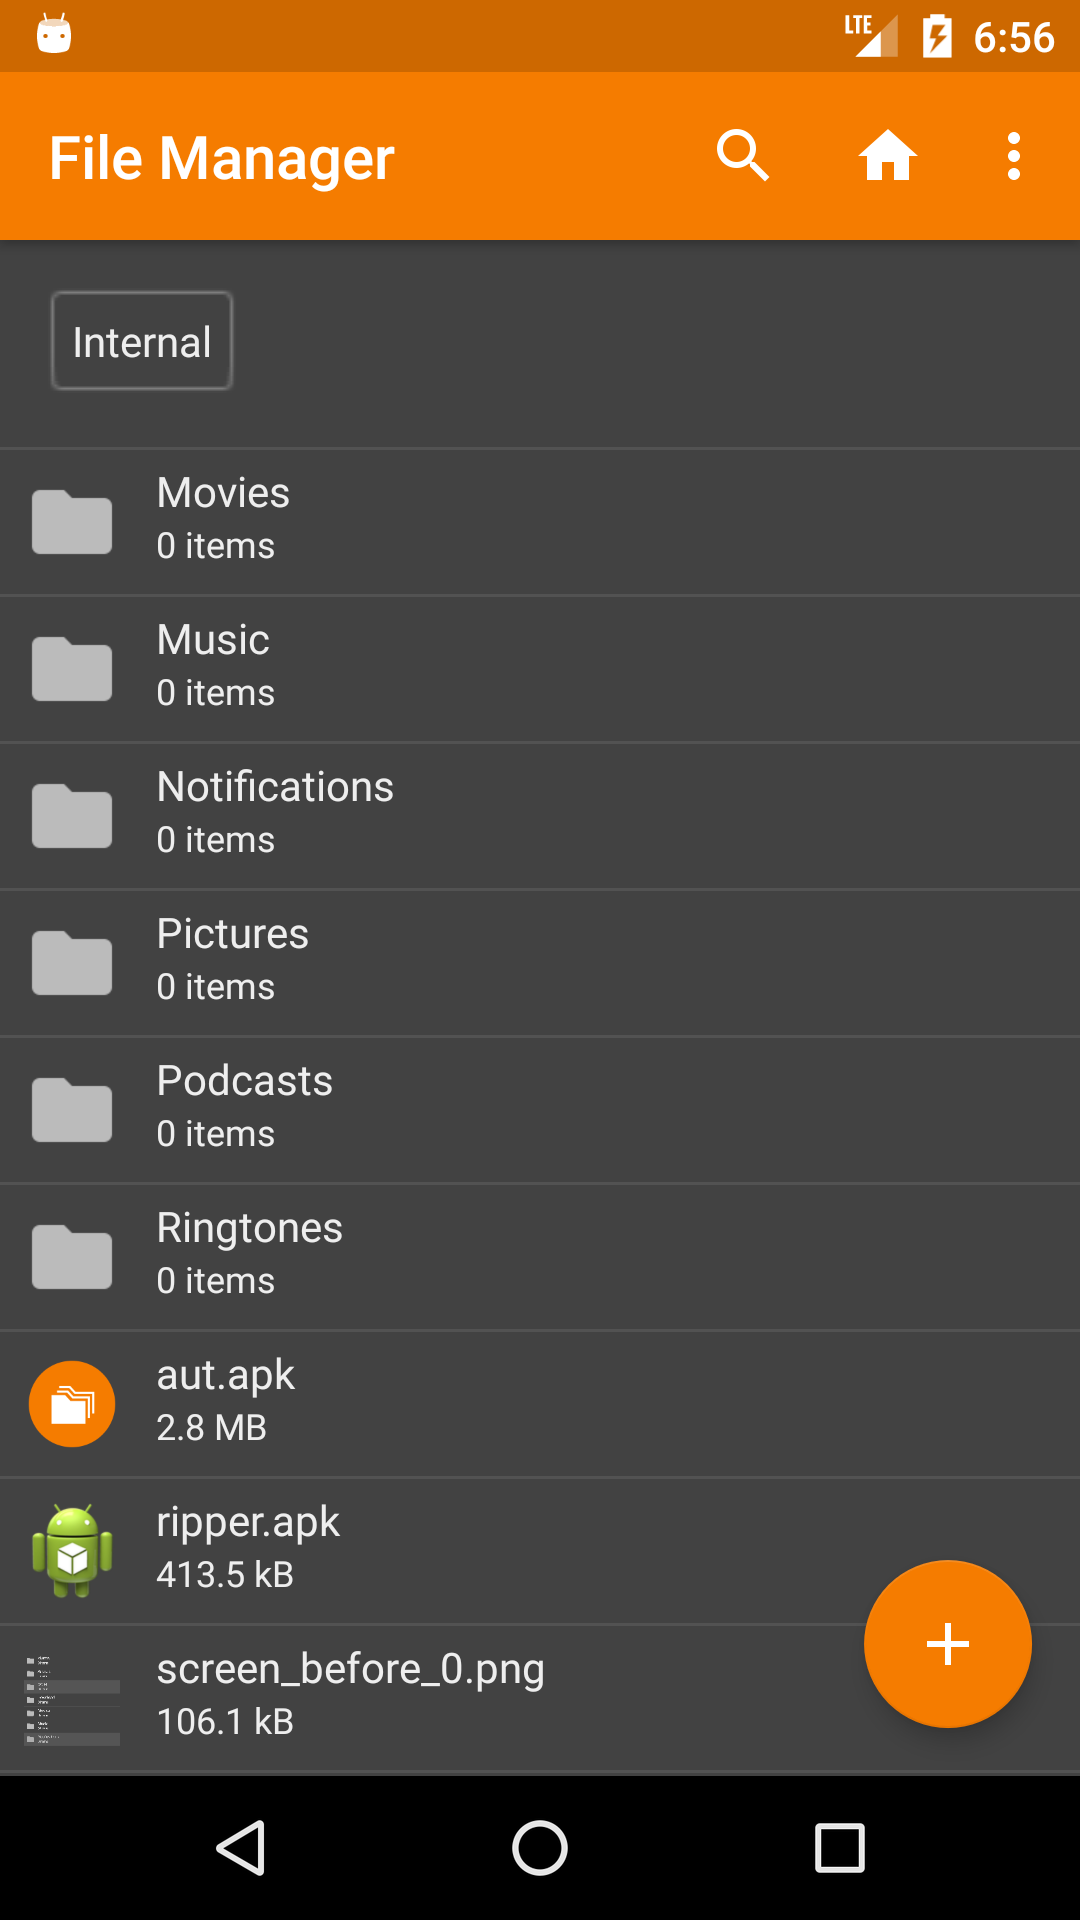 LTE 6:56
File Manager
Internal
Movies
0 items
Music
0 items
Notifications
0 items
Pictures
0 items
Podcasts
0 items
Ringtones
0 items
aut.apk
2.8 MB
ripper.apk
413.5 kB
screen_before_0.png
106.1 kB